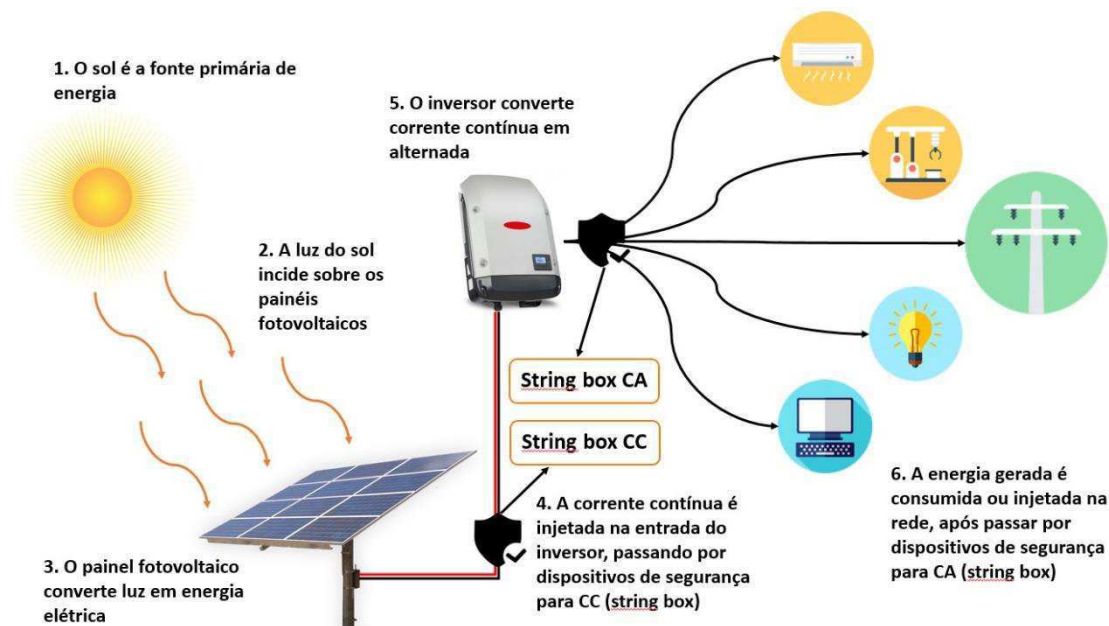 1. O sol é a fonte primária de
energia
2. A luz do sol
incide sobre os
painéis
fotovoltaicos
3. O painel fotovoltaico
converte luz em energia
elétrica
4. A corrente contínua é
injetada na entrada do
inversor, passando por
dispositivos de segurança
para CC (string box)
5. O inversor converte
corrente contínua em
alternada
String box CA
String box CC
6. A energia gerada é
consumida ou injetada na
rede, após passar por
dispositivos de segurança
para CA (string box)